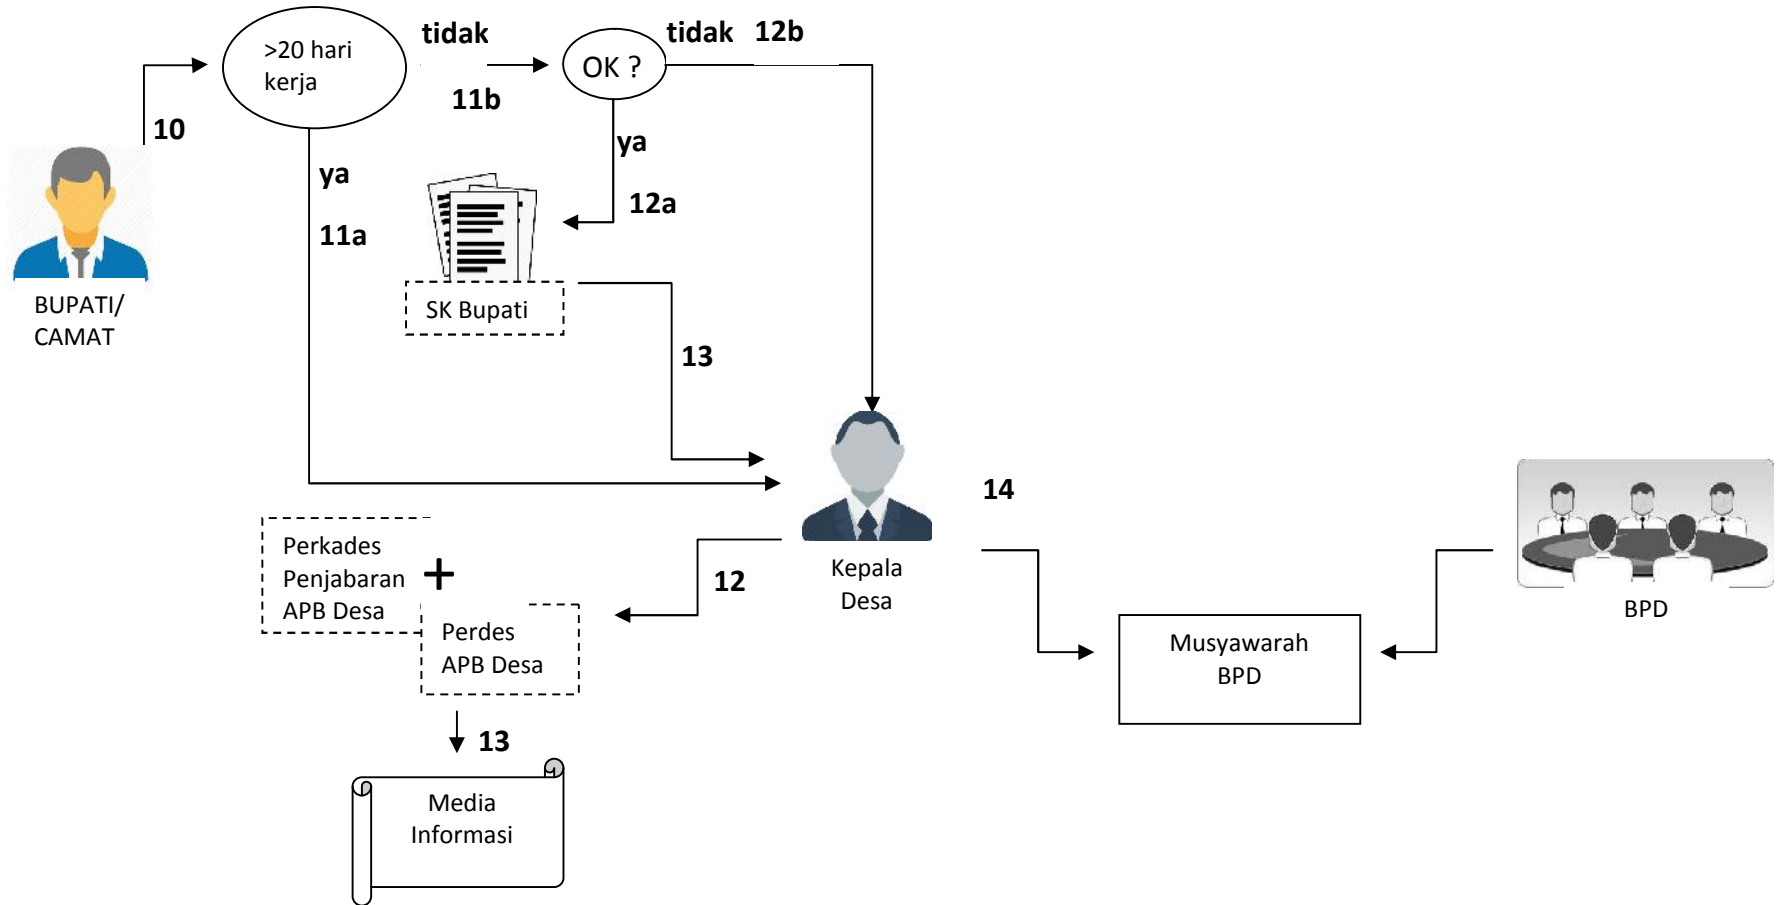 >20 hari
kerja
tidak
11b
OK ?
tidak 12b
10
ya
11a
ya
12a
BUPATI/
CAMAT
SK Bupati
13
14
Perkades
Penjabaran
APB Desa
+
Perdes
APB Desa
12
Kepala
Desa
Musyawarah
BPD
BPD
13
Media
Informasi